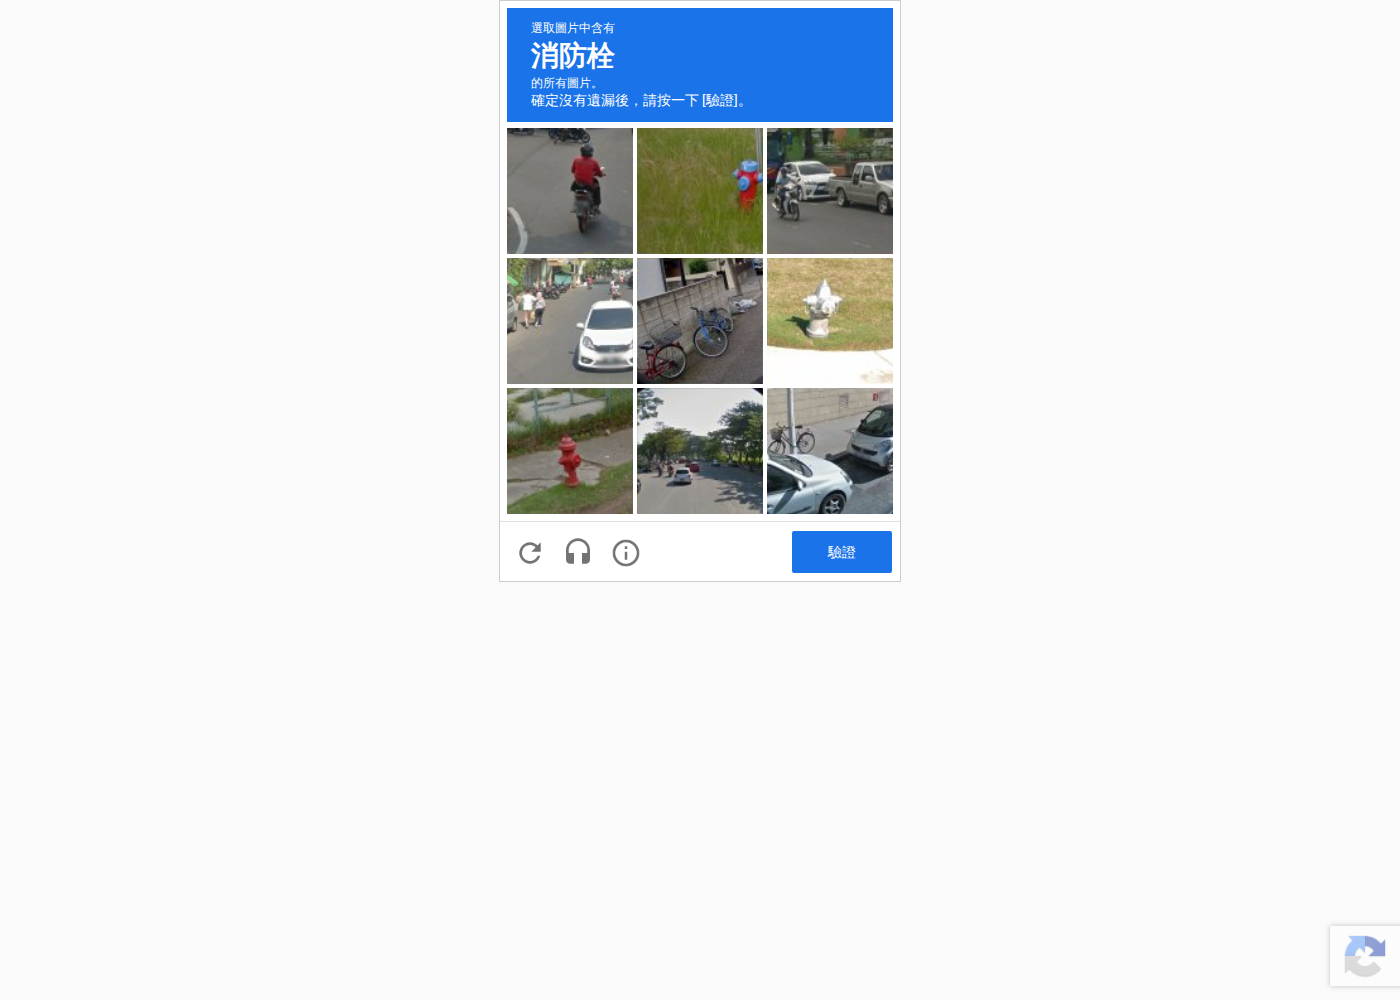 選取圖片中含有
消防栓
的所有圖片。
確定沒有遺漏後，請按一下 [驗證]。
驗證